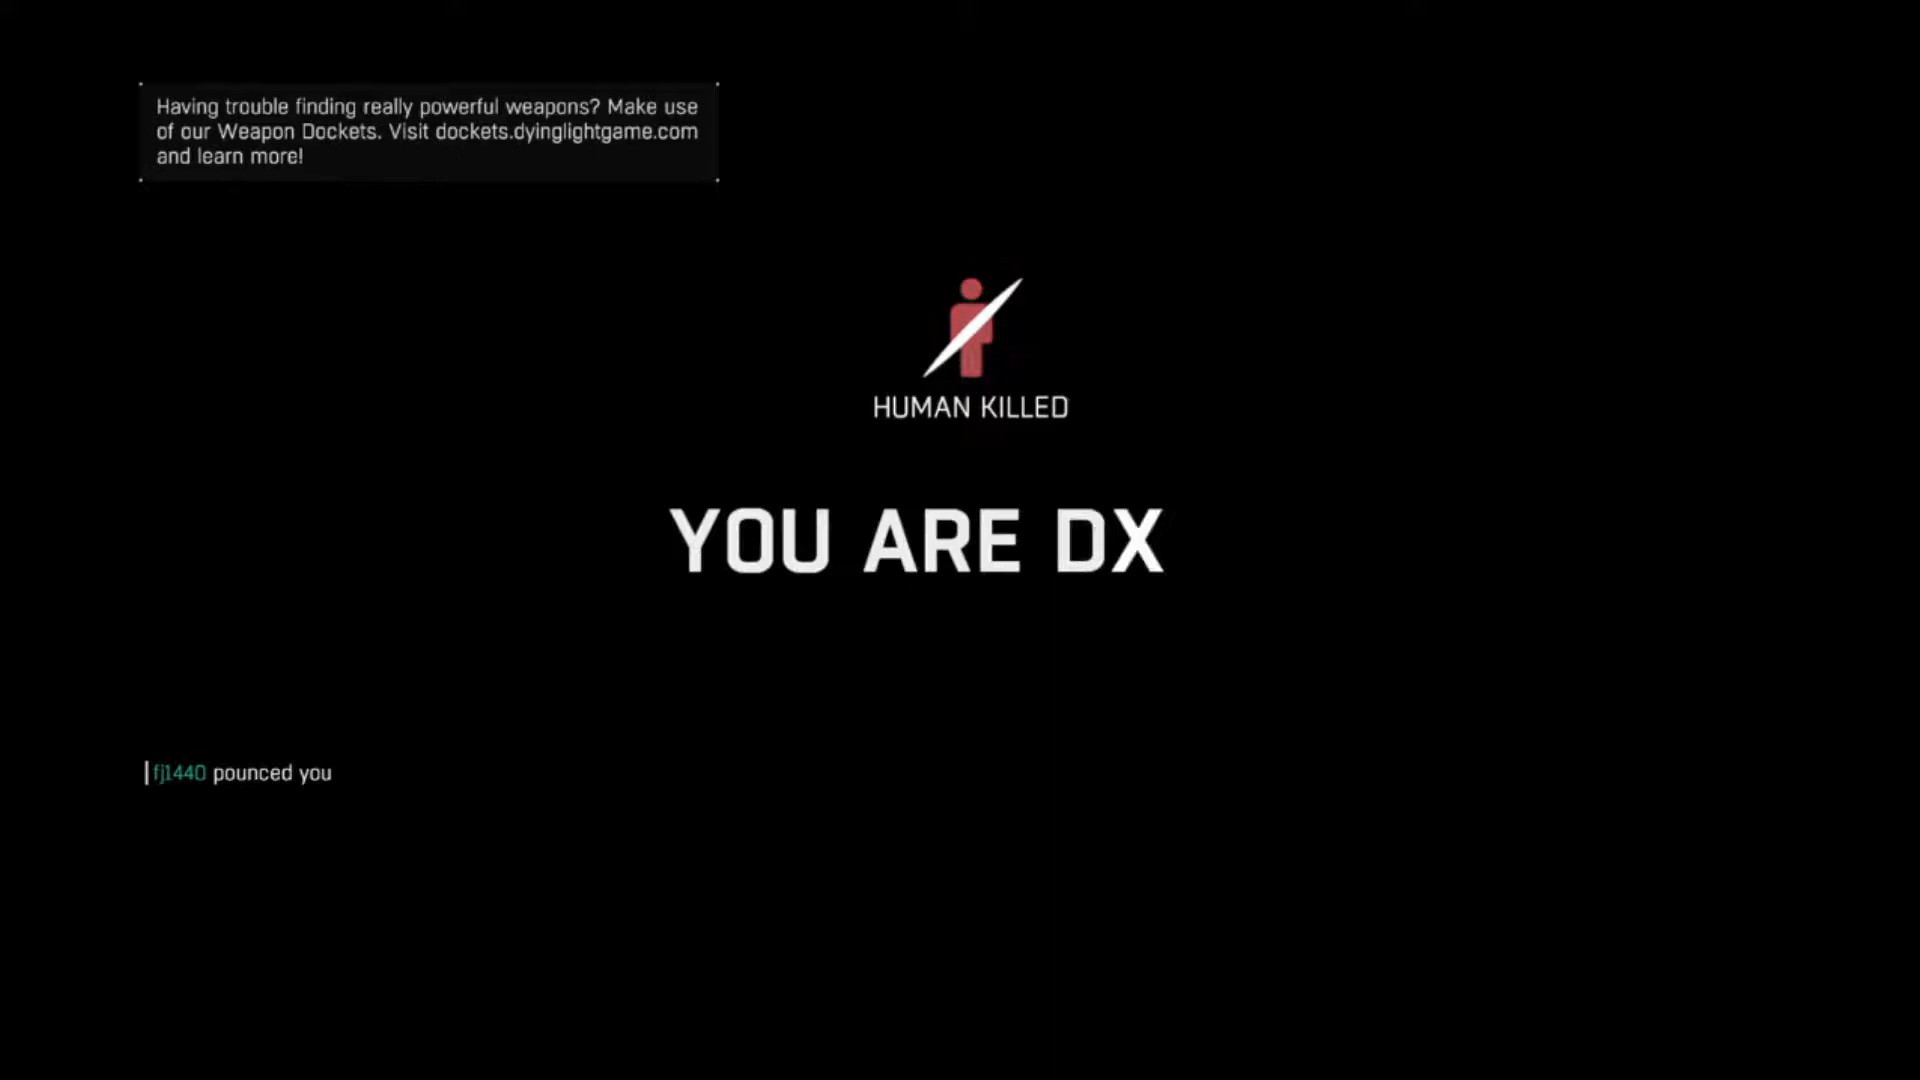 Having trouble finding really powerful weapons? Make use
of our Weapon Dockets. Visit dockets.dyinglightgame.com
and learn more!
HUMAN KILLED
YOU ARE DX
fj1440 pounced you